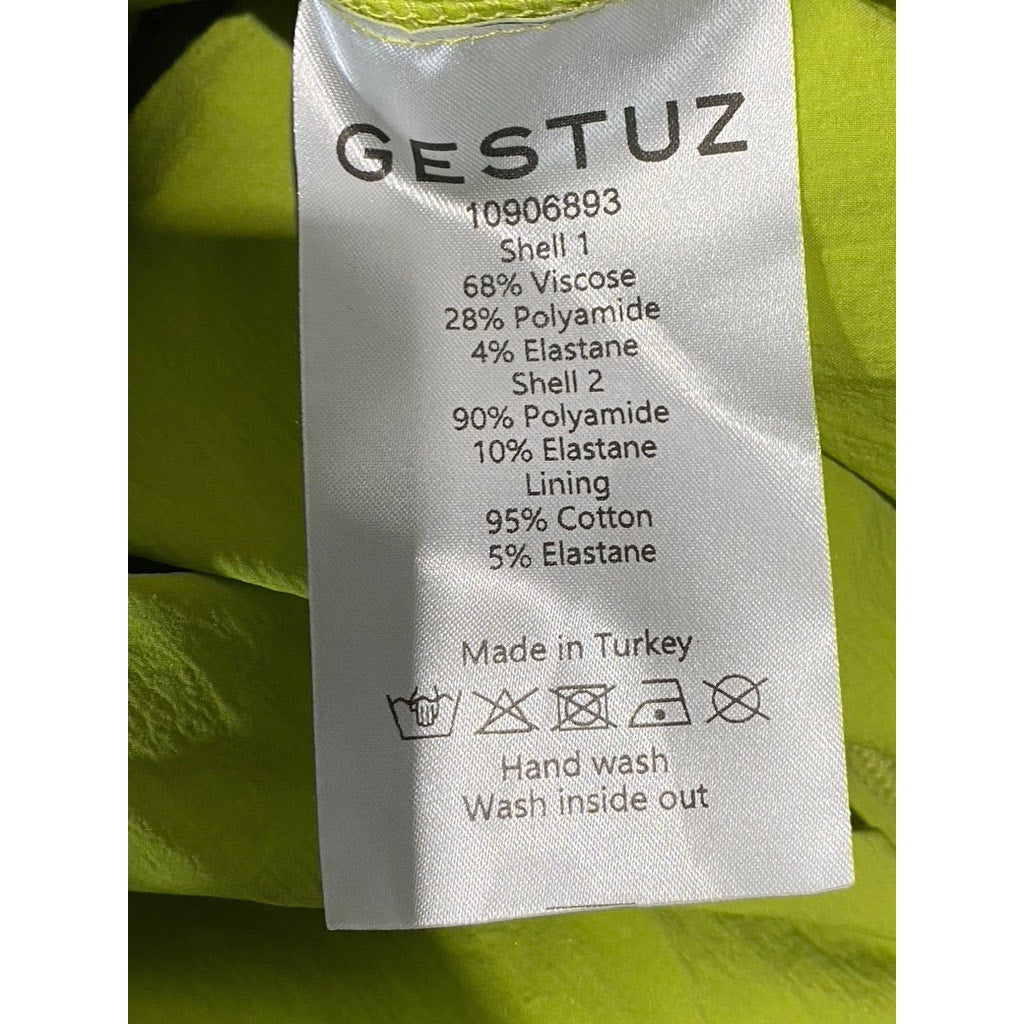 GESTUZ
10906893
Shell 1
68% Viscose
28% Polyamide
4% Elastane
Shell 2
90% Polyamide
10% Elastane
Lining
95% Cotton
5% Elastane
Made in Turkey
Hand wash
Wash inside out